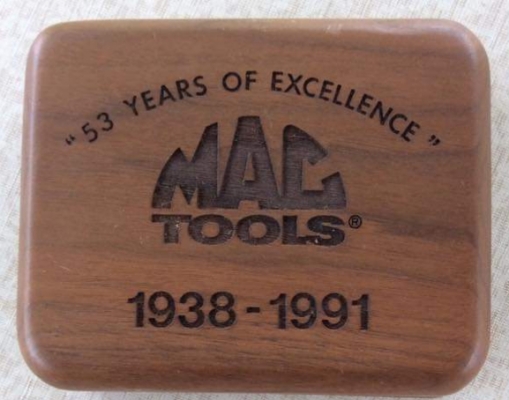 " 53 YEARS OF EXCELLENCE "
MAC
TOOLS®
1938-1991